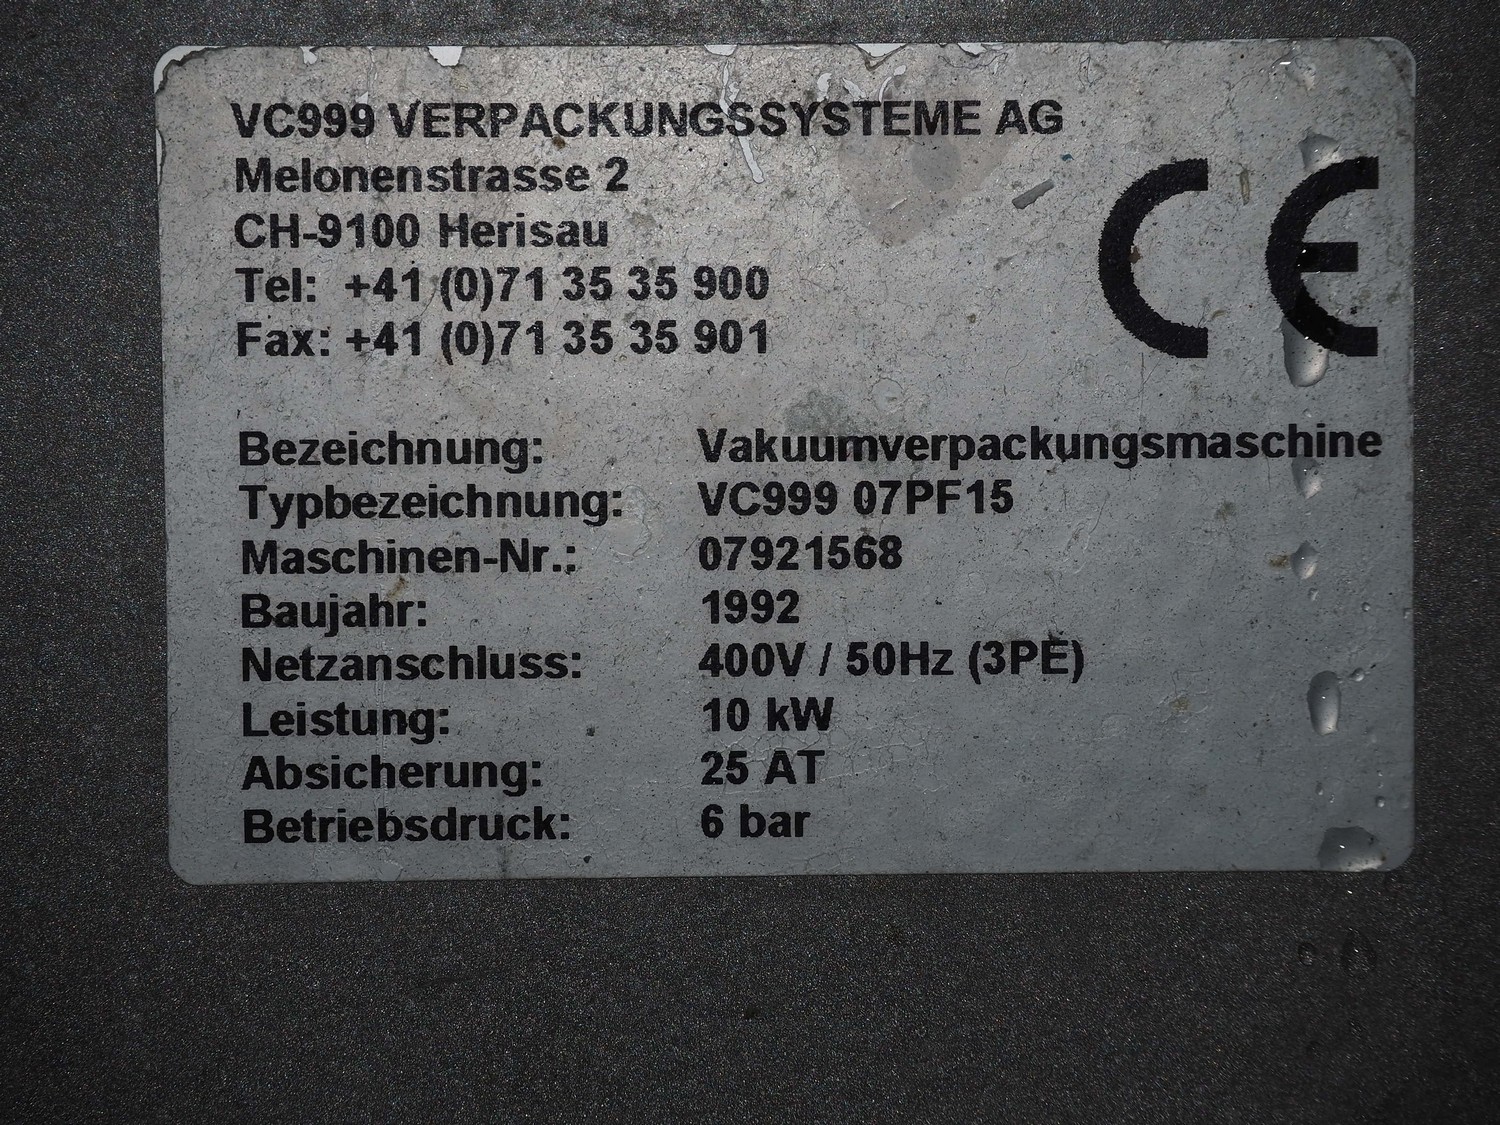 VC999 VERPACKUNGSSYSTEME AG
Melonenstrasse 2
CH-9100 Herisau
Tel: +41 (0)71 35 35 900
Fax: +41 (0)71 35 35 901
CE
Bezeichnung: Vakuumverpackungsmaschine
Typbezeichnung: VC999 07PF15
Maschinen-Nr.: 07921568
Baujahr: 1992
Netzanschluss: 400V / 50Hz (3PE)
Leistung: 10 kW
Absicherung: 25 AT
Betriebsdruck: 6 bar